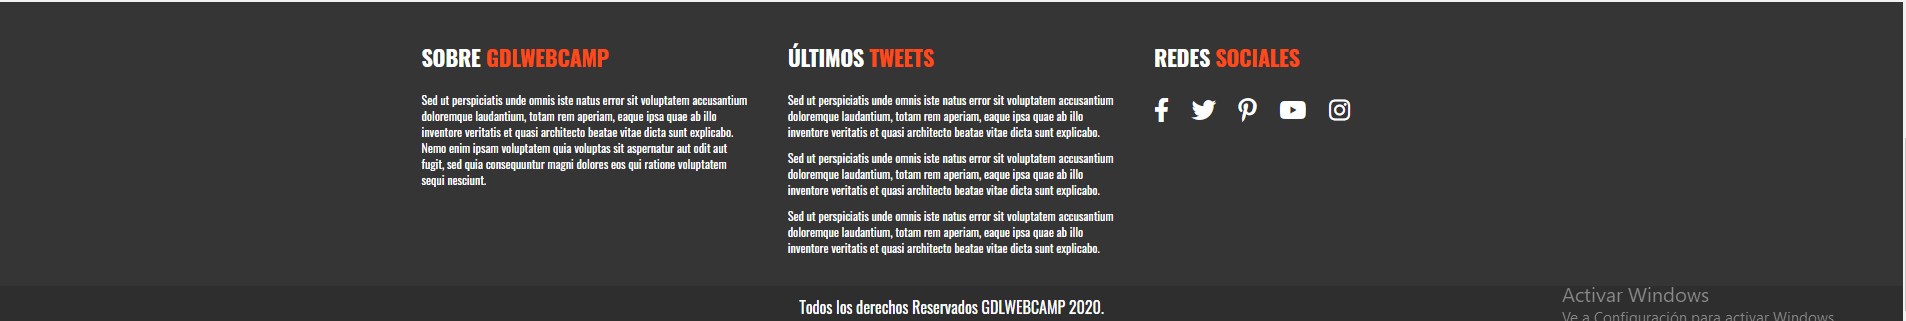 SOBRE GDLWEBCAMP
Sed ut perspiciatis unde omnis iste natus error sit voluptatem accusantium
doloremque laudantium, totam rem aperiam, eaque ipsa quae ab illo
inventore veritatis et quasi architecto beatae vitae dicta sunt explicabo.
Nemo enim ipsam voluptatem quia voluptas sit aspernatur aut odit aut
fugit, sed quia consequuntur magni dolores eos qui ratione voluptatem
sequi nesciunt.
ÚLTIMOS TWEETS
Sed ut perspiciatis unde omnis iste natus error sit voluptatem accusantium
doloremque laudantium, totam rem aperiam, eaque ipsa quae ab illo
inventore veritatis et quasi architecto beatae vitae dicta sunt explicabo.
Sed ut perspiciatis unde omnis iste natus error sit voluptatem accusantium
doloremque laudantium, totam rem aperiam, eaque ipsa quae ab illo
inventore veritatis et quasi architecto beatae vitae dicta sunt explicabo.
Sed ut perspiciatis unde omnis iste natus error sit voluptatem accusantium
doloremque laudantium, totam rem aperiam, eaque ipsa quae ab illo
inventore veritatis et quasi architecto beatae vitae dicta sunt explicabo.
REDES SOCIALES
Todos los derechos Reservados GDLWEBCAMP 2020.
Activar Windows
Ve a Configuración para activar Windows.